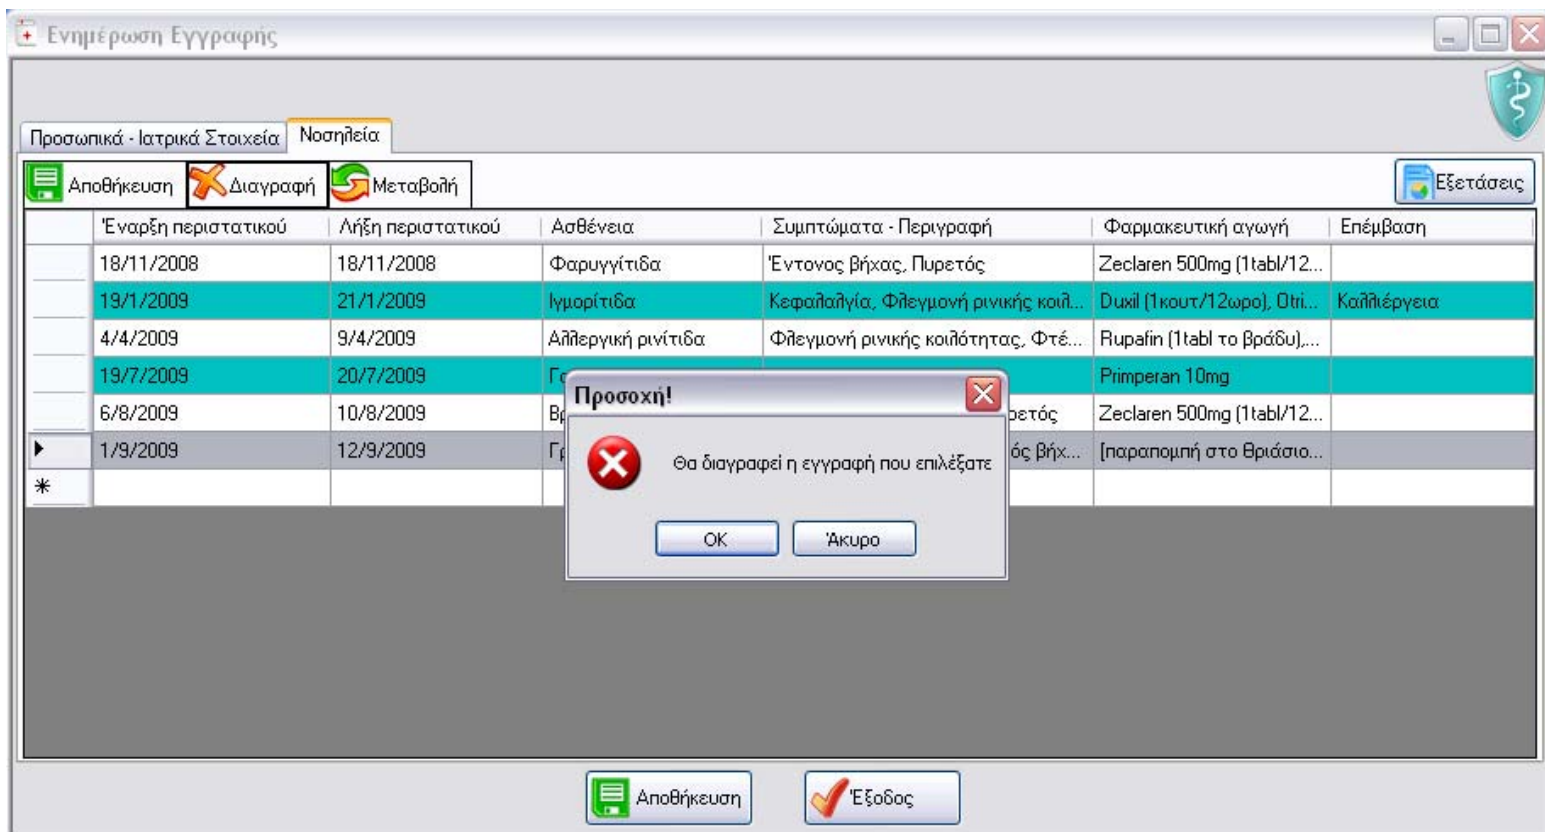 Ενημέρωση Εγγραφής
Προσωπικά - Ιατρικά Στοιχεία Νοσηλεία
Αποθήκευση Διαγραφή Μεταβολή Εξετάσεις
Έναρξη περιστατικού Λήξη περιστατικού Ασθένεια Συμπτώματα - Περιγραφή Φαρμακευτική αγωγή Επέμβαση
18/11/2008 18/11/2008 Φαρυγγίτιδα Έντονος βήχας, Πυρετός Zeclaren 500mg (1tabl/12...
19/1/2009 21/1/2009 Ιγμορίτιδα Κεφαλαλγία, Φλεγμονή ρινικής κοιλ... Duxil (1κουτ/12ωρο), Otri... Καλλιέργεια
4/4/2009 9/4/2009 Αλλεργική ρινίτιδα Φλεγμονή ρινικής κοιλότητας, Φτέ... Rupafin (1tabl το βράδυ),...
19/7/2009 20/7/2009 Primperan 10mg
6/8/2009 10/8/2009 Zeclaren 500mg (1tabl/12...
1/9/2009 12/9/2009 βήχ... [παραπομπή στο Θριάσιο...
Προσοχή!
Θα διαγραφεί η εγγραφή που επιλέξατε
OK Άκυρο
Αποθήκευση Έξοδος